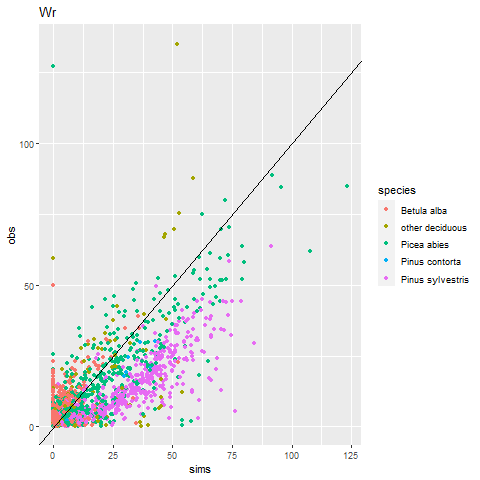 Wr
obs
100
50
0
0
25
50
75
100
125
sims
species
Betula alba
other deciduous
Picea abies
Pinus contorta
Pinus sylvestris